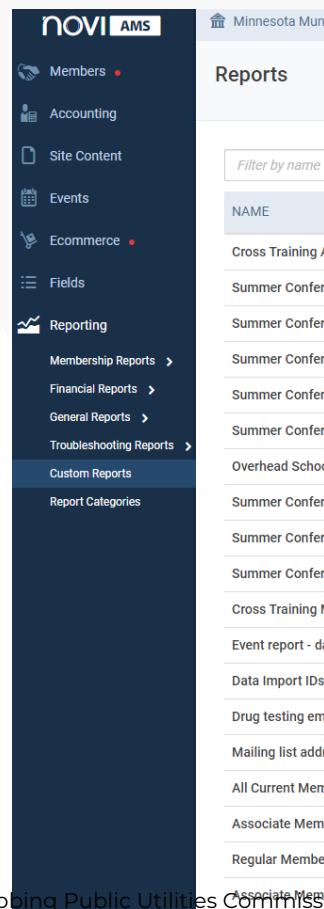 NOVI AMS
Minnesota Mun
Members
Reports
Accounting
Site Content
Filter by name
Events
NAME
Ecommerce
Cross Training
Fields
Summer Confer
Reporting
Summer Confer
Membership Reports
Summer Confer
Financial Reports
Summer Confer
General Reports
Summer Confer
Troubleshooting Reports
Overhead Schoo
Custom Reports
Summer Confer
Report Categories
Summer Confer
Summer Confer
Cross Training M
Event report - da
Data Import IDs
Drug testing em
Mailing list addr
All Current Mem
Associate Mem
Regular Membe
Associate Mem
bbing Public Utilities Commiss